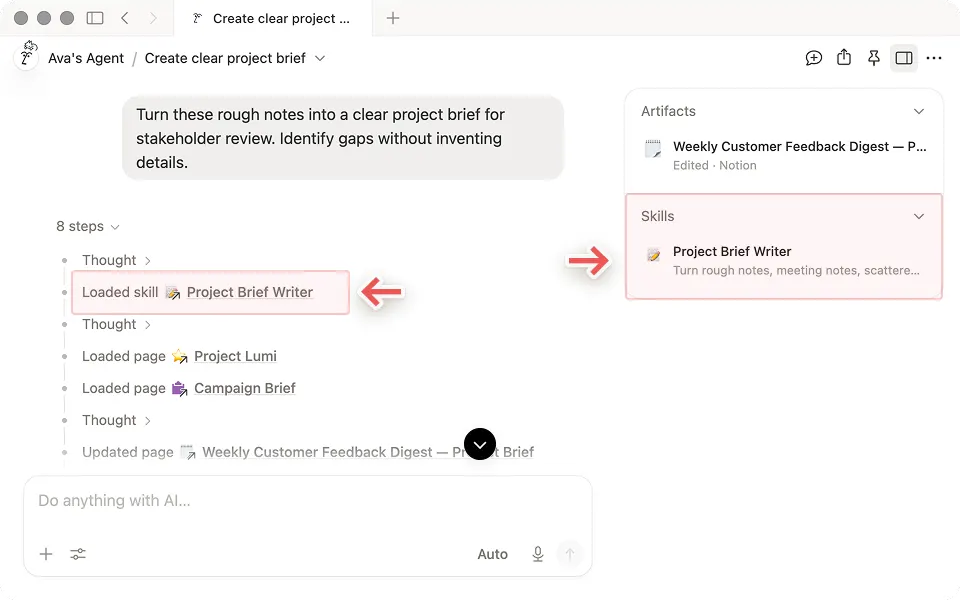 Create clear project ...
Ava's Agent / Create clear project brief
Turn these rough notes into a clear project brief for
stakeholder review. Identify gaps without inventing
details.
8 steps
Thought
Loaded skill Project Brief Writer
Thought
Loaded page Project Lumi
Loaded page Campaign Brief
Thought
Updated page Weekly Customer Feedback Digest — Brief
Do anything with AI...
Auto
Artifacts
Weekly Customer Feedback Digest — P...
Edited · Notion
Skills
Project Brief Writer
Turn rough notes, meeting notes, scattere...